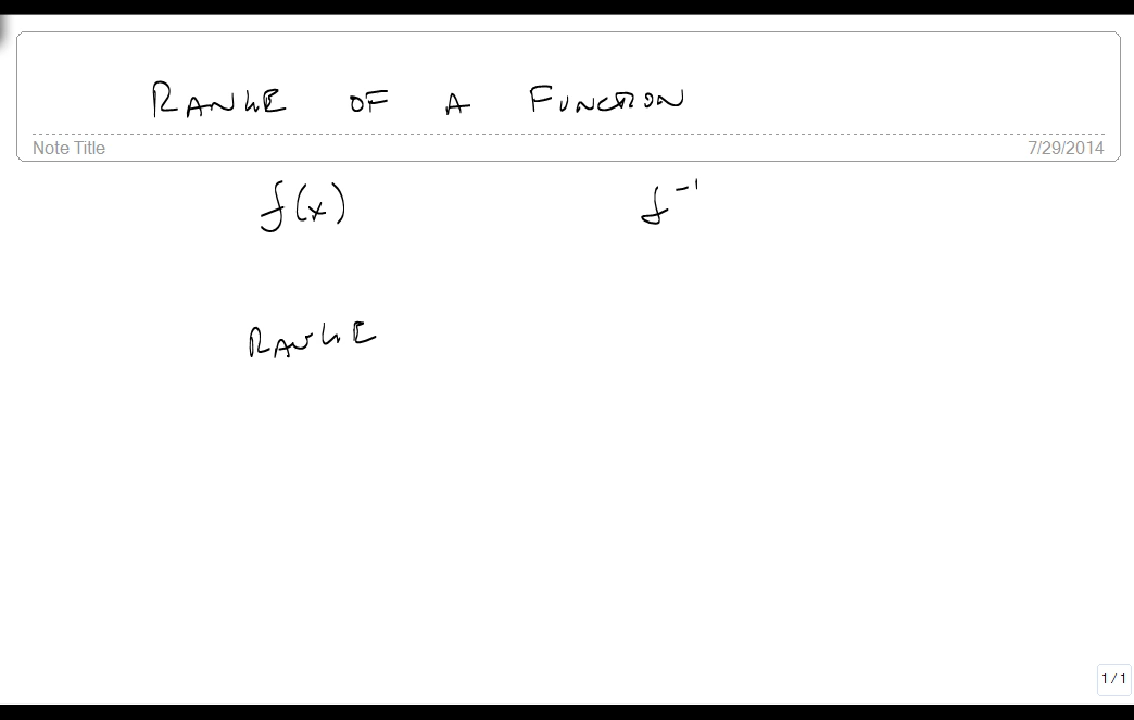 RANGE OF A FUNCTION
Note Title
7/29/2014
f(x)
f⁻¹
RANGE
1/1